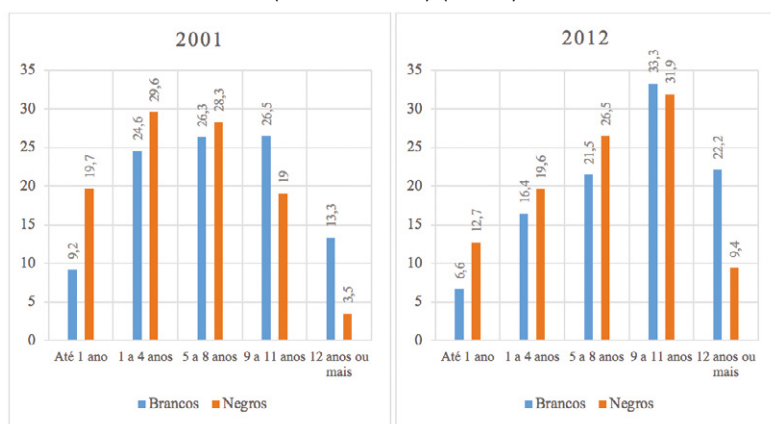 2001
35
30
25
20
15
10
5
0
9,2
19,7
24,6
29,6
26,3
28,3
26,5
19
13,3
3,5
Até 1 ano
1 a 4 anos
5 a 8 anos
9 a 11 anos
12 anos ou
mais
Brancos
Negros
2012
35
30
25
20
15
10
5
0
6,6
12,7
16,4
19,6
21,5
26,5
33,3
31,9
22,2
9,4
Até 1 ano
1 a 4 anos
5 a 8 anos
9 a 11 anos
12 anos ou
mais
Brancos
Negros